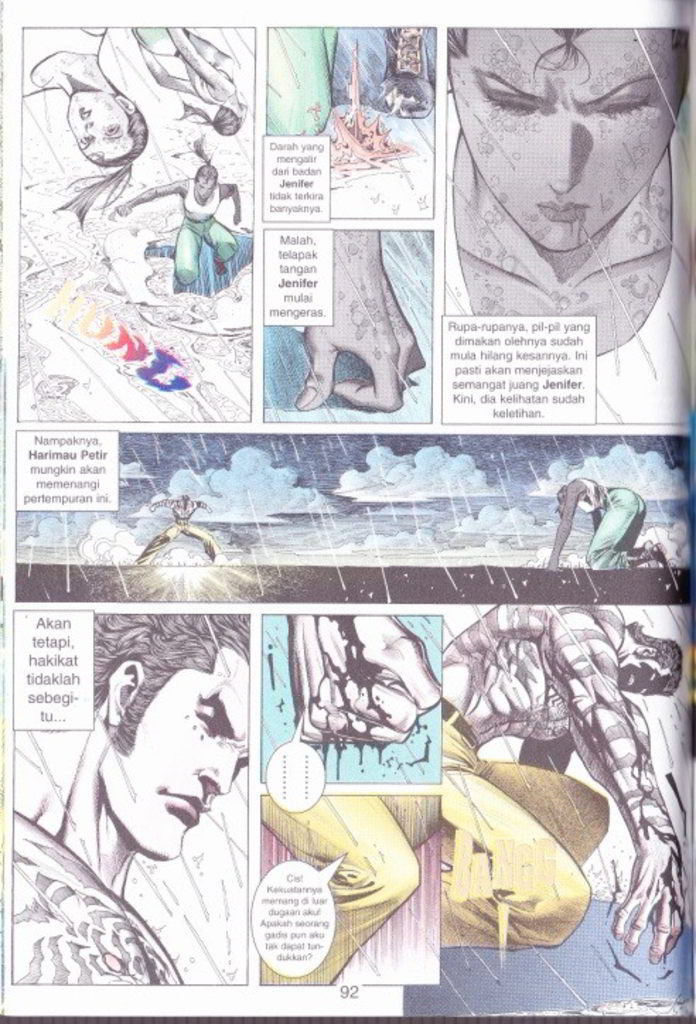 Darah yang
mengalir
dari badan
Jenifer
tidak terkira
banyaknya.
Malah,
telapak
tangan
Jenifer
mulai
mengeras.
Rupa-rupanya, pil-pil yang
dimakan olehnya sudah
mula hilang kesannya. Ini
pasti akan menjejaskan
semangat juang Jenifer.
Kini, dia kelihatan sudah
keletihan.
Nampaknya,
Harimau Petir
mungkin akan
memenangi
pertempuran ini.
Akan
tetapi,
hakikat
tidaklah
sebegi-
tu...
Cis!
Kekuatannya
memang di luar
dugaan aku!
Apakah seorang
gadis pun aku
tak dapat tun-
dukkan?
92